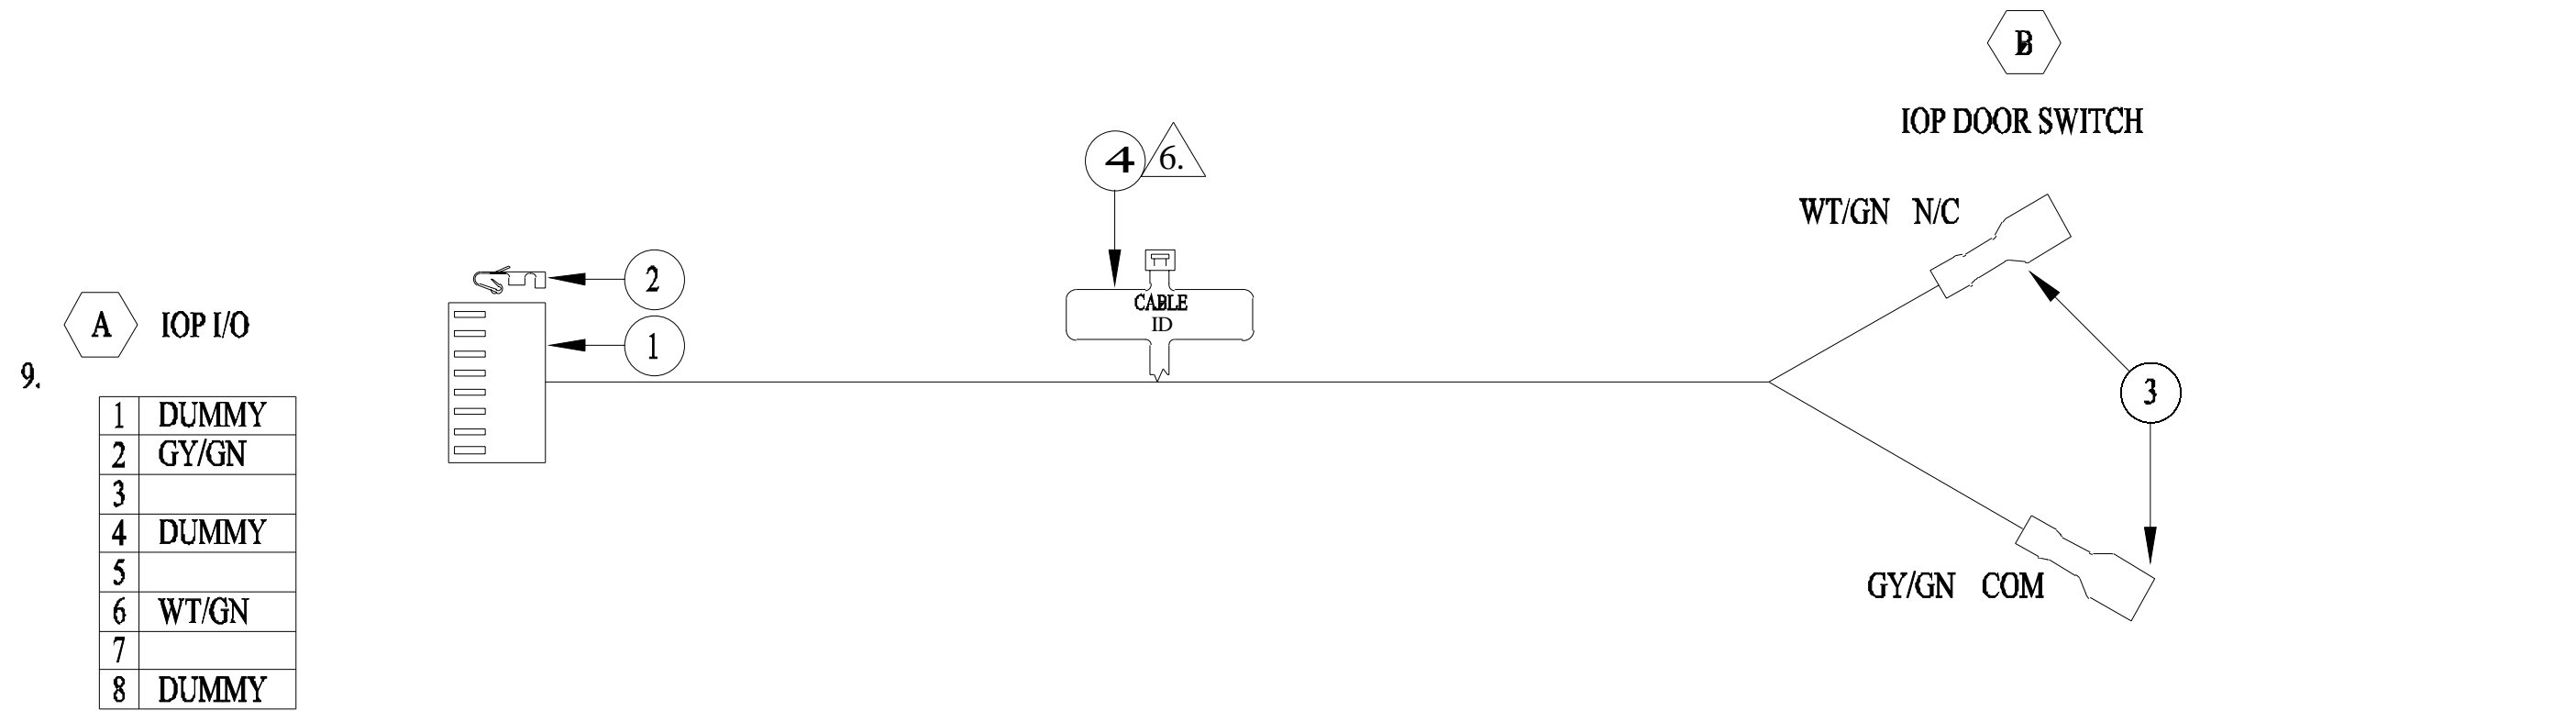 B
IOP DOOR SWITCH
4 6.
WT/GN N/C
2
CABLE
ID
A IOP I/O
1
9.
3
1 DUMMY
2 GY/GN
3
4 DUMMY
5
6 WT/GN
7
8 DUMMY
GY/GN COM